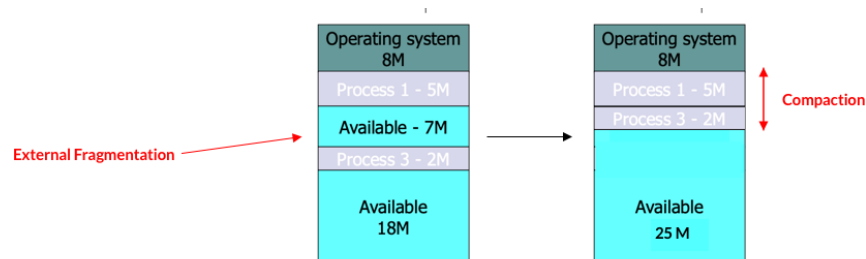 Operating system
8M
Process 1 - 5M
Available - 7M
Process 3 - 2M
Available
18M
External Fragmentation
Operating system
8M
Process 1 - 5M
Process 3 - 2M
Available
25 M
Compaction